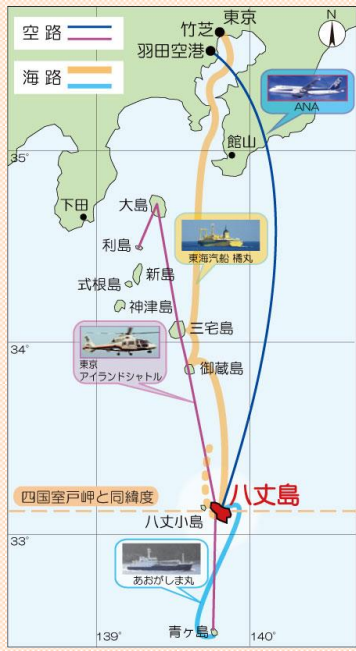 空路
海路
東京
竹芝
羽田空港
N
ANA
館山
35°
下田
大島
利島
東海汽船 橘丸
新島
式根島
神津島
三宅島
34°
御蔵島
東京
アイランドシャトル
八丈島
四国室戸岬と同緯度
八丈小島
33°
あおがしま丸
青ヶ島
139°
140°